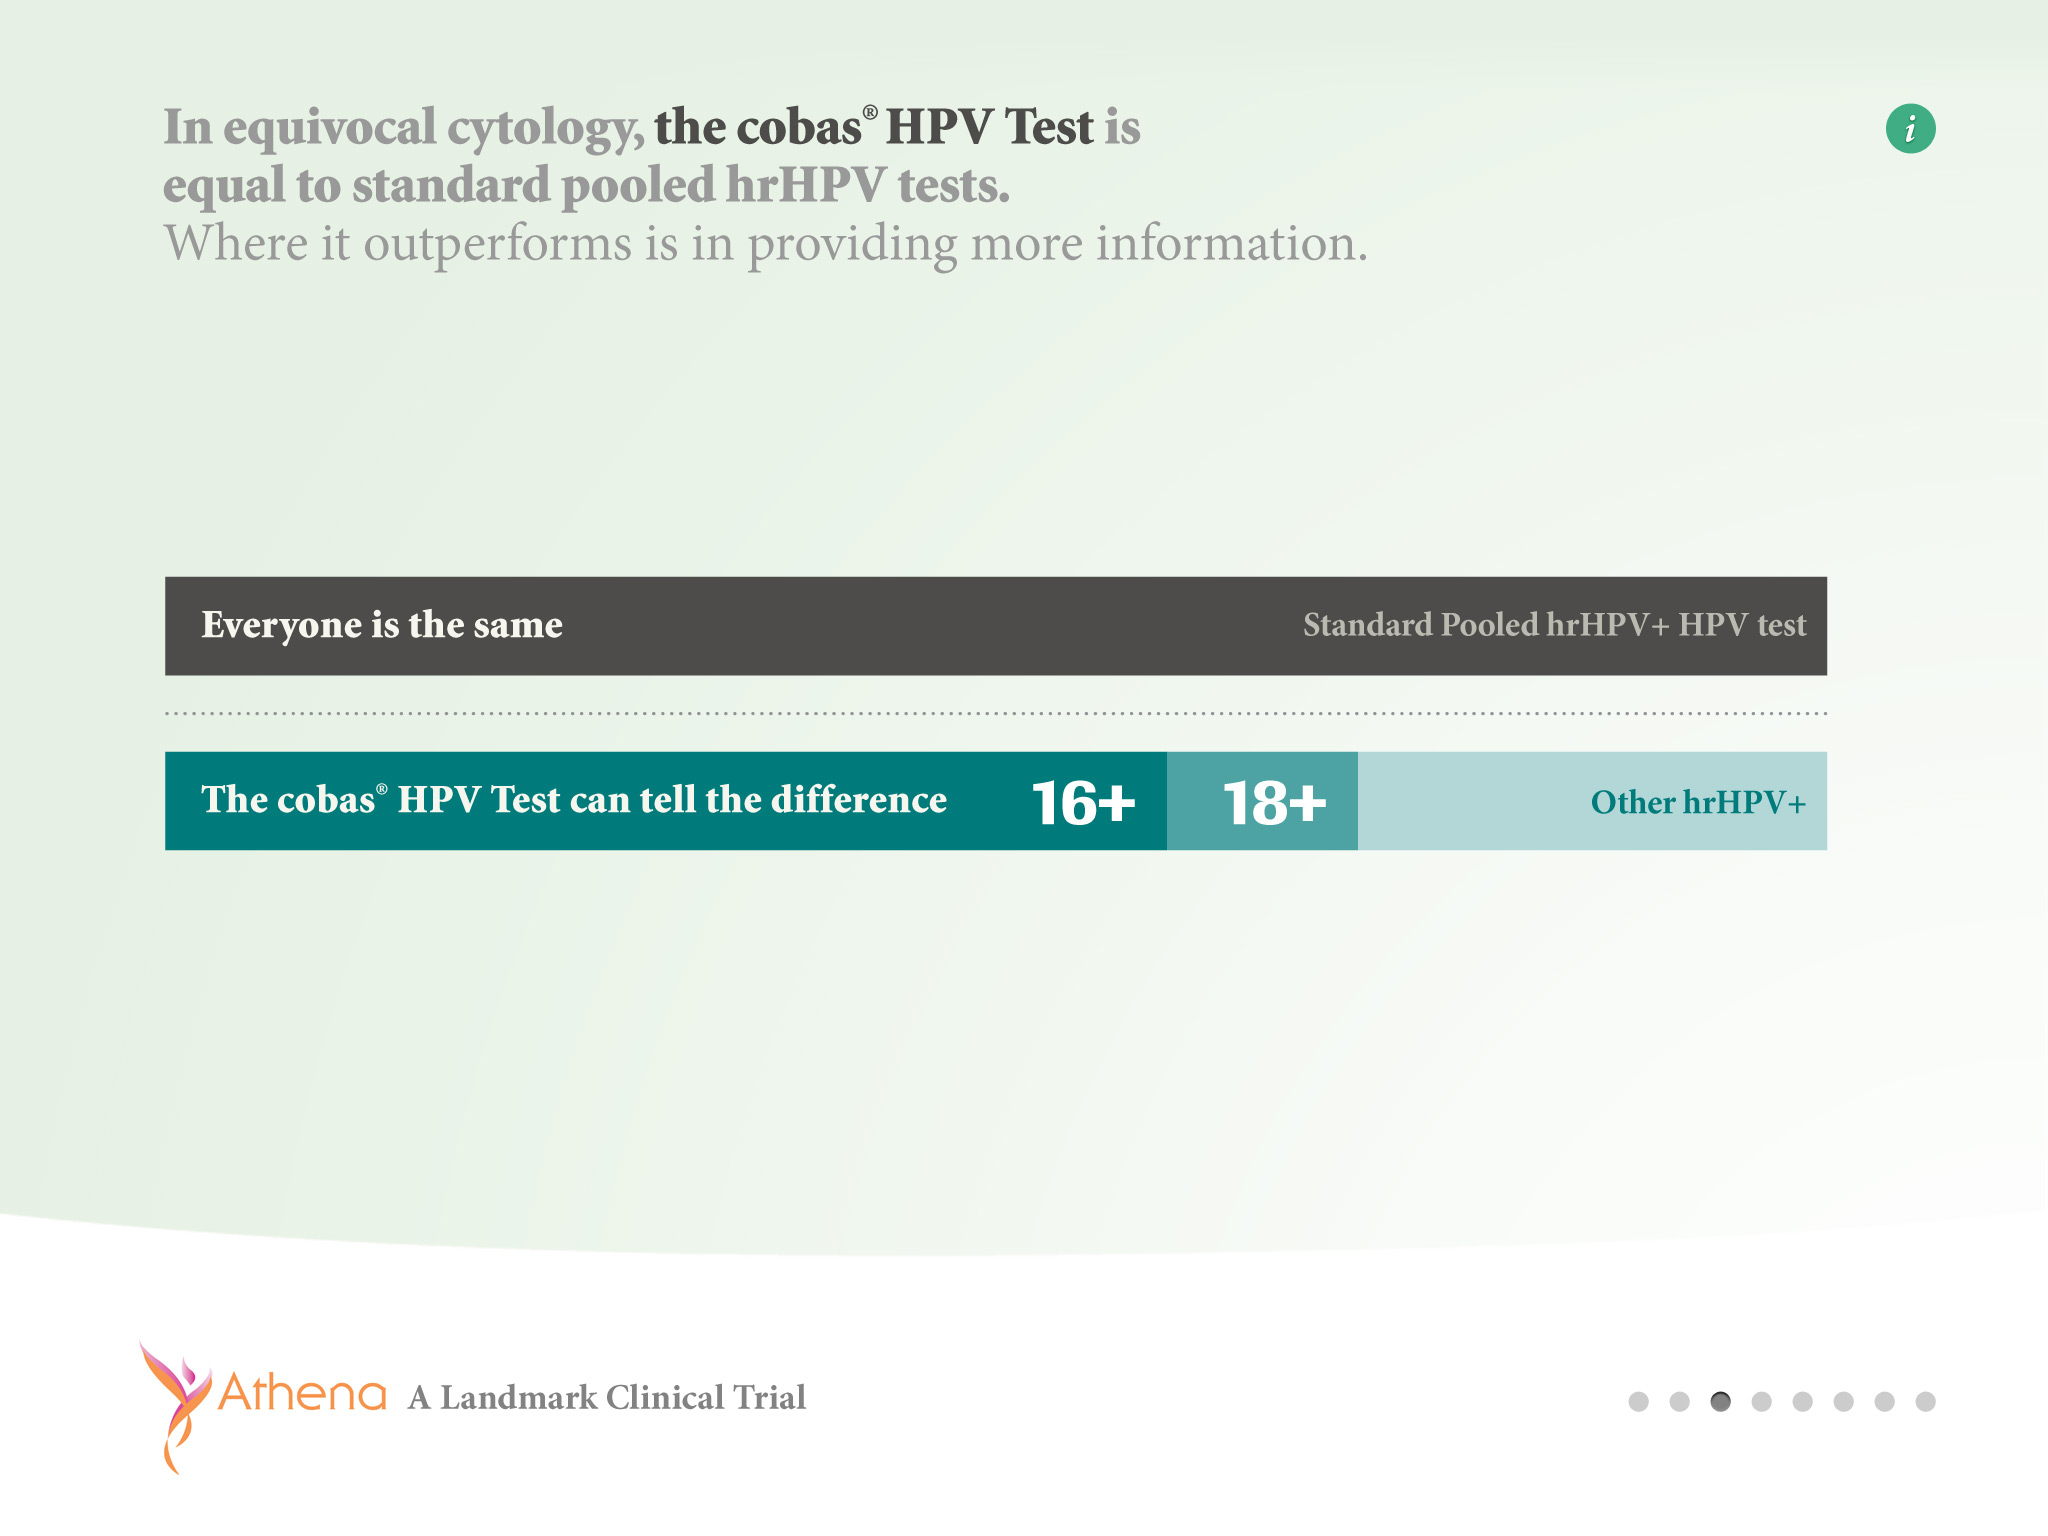 In equivocal cytology, the cobas® HPV Test is
equal to standard pooled hrHPV tests.
Where it outperforms is in providing more information.
i
Everyone is the same
Standard Pooled hrHPV+ HPV test
The cobas® HPV Test can tell the difference
16+
18+
Other hrHPV+
Athena
A Landmark Clinical Trial